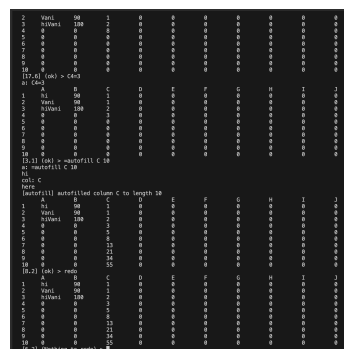 2 Vani 90 1 0 0 0 0 0 0 0
3 hiVani 180 2 0 0 0 0 0 0 0
4 0 0 8 0 0 0 0 0 0 0
5 0 0 0 0 0 0 0 0 0 0
6 0 0 0 0 0 0 0 0 0 0
7 0 0 0 0 0 0 0 0 0 0
8 0 0 0 0 0 0 0 0 0 0
9 0 0 0 0 0 0 0 0 0 0
10 0 0 0 0 0 0 0 0 0 0
[17.6] (ok) > C4=3
a: C4=3
A B C D E F G H I J
1 hi 90 1 0 0 0 0 0 0 0
2 Vani 90 1 0 0 0 0 0 0 0
3 hiVani 180 2 0 0 0 0 0 0 0
4 0 0 3 0 0 0 0 0 0 0
5 0 0 0 0 0 0 0 0 0 0
6 0 0 0 0 0 0 0 0 0 0
7 0 0 0 0 0 0 0 0 0 0
8 0 0 0 0 0 0 0 0 0 0
9 0 0 0 0 0 0 0 0 0 0
10 0 0 0 0 0 0 0 0 0 0
[3.1] (ok) > =autofill C 10
a: =autofill C 10
hi
col: C
here
[autofill] autofilled column C to length 10
A B C D E F G H I J
1 hi 90 1 0 0 0 0 0 0 0
2 Vani 90 1 0 0 0 0 0 0 0
3 hiVani 180 2 0 0 0 0 0 0 0
4 0 0 3 0 0 0 0 0 0 0
5 0 0 5 0 0 0 0 0 0 0
6 0 0 8 0 0 0 0 0 0 0
7 0 0 13 0 0 0 0 0 0 0
8 0 0 21 0 0 0 0 0 0 0
9 0 0 34 0 0 0 0 0 0 0
10 0 0 55 0 0 0 0 0 0 0
[8.2] (ok) > redo
A B C D E F G H I J
1 hi 90 1 0 0 0 0 0 0 0
2 Vani 90 1 0 0 0 0 0 0 0
3 hiVani 180 2 0 0 0 0 0 0 0
4 0 0 3 0 0 0 0 0 0 0
5 0 0 5 0 0 0 0 0 0 0
6 0 0 8 0 0 0 0 0 0 0
7 0 0 13 0 0 0 0 0 0 0
8 0 0 21 0 0 0 0 0 0 0
9 0 0 34 0 0 0 0 0 0 0
10 0 0 55 0 0 0 0 0 0 0
(Nothing to redo) >